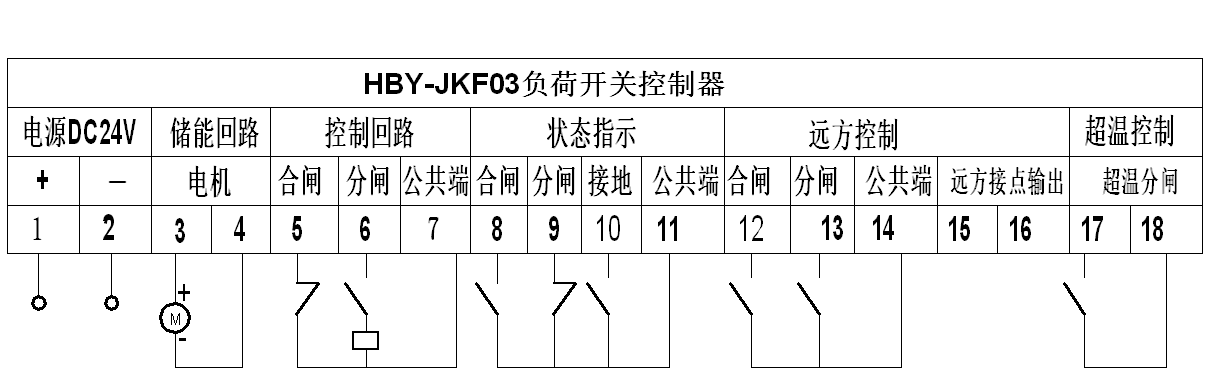 HBY-JKF03负荷开关控制器
电源DC24V 储能回路 控制回路 状态指示 远方控制 超温控制
+ — 电机 合闸 分闸 公共端 合闸 分闸 接地 公共端 合闸 分闸 公共端 远方接点输出 超温分闸
1 2 3 4 5 6 7 8 9 10 11 12 13 14 15 16 17 18
+
M
-